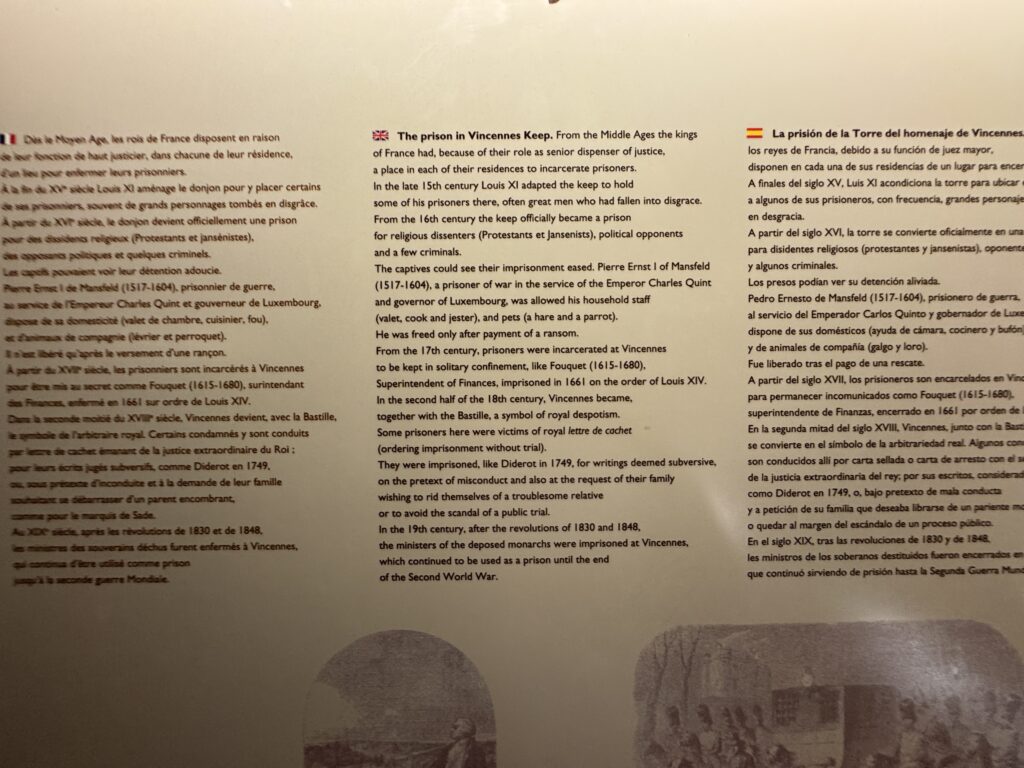 Dès le Moyen Age, les rois de France disposent en raison
de leur fonction de haut justicier, dans chacune de leur résidence,
d'un lieu pour enfermer leurs prisonniers.
À la fin du XVe siècle Louis XI aménage le donjon pour y placer certains
de ses prisonniers, souvent de grands personnages tombés en disgrâce.
À partir du XVIe siècle, le donjon devient officiellement une prison
pour des dissidents religieux (Protestants et Jansénistes),
des opposants politiques et quelques criminels.
Les captifs pouvaient voir leur détention adoucie.
Pierre Ernst I de Mansfeld (1517-1604), prisonnier de guerre,
au service de l'Empereur Charles Quint et gouverneur de Luxembourg,
dispose de sa domesticité (valet de chambre, cuisinier, fou),
et d'animaux de compagnie (lévrier et perroquet).
Il n'est libéré qu'après le versement d'une rançon.
À partir du XVIIe siècle, les prisonniers sont incarcérés à Vincennes
pour être mis au secret comme Fouquet (1615-1680), surintendant
des Finances, enfermé en 1661 sur ordre de Louis XIV.
Dans la seconde moitié du XVIIIe siècle, Vincennes devient, avec la Bastille,
le symbole de l'arbitraire royal. Certains condamnés y sont conduits
par lettre de cachet émanant de la justice extraordinaire du Roi :
pour leurs écrits jugés subversifs, comme Diderot en 1749,
ou, sous prétexte d'inconduite et à la demande de leur famille
souhaitant se débarrasser d'un parent encombrant,
comme pour le marquis de Sade.
Au XIXe siècle, après les révolutions de 1830 et de 1848,
les ministres des souverains déchus furent enfermés à Vincennes,
qui continua d'être utilisé comme prison
jusqu'à la seconde guerre Mondiale.
The prison in Vincennes Keep. From the Middle Ages the kings
of France had, because of their role as senior dispenser of justice,
a place in each of their residences to incarcerate prisoners.
In the late 15th century Louis XI adapted the keep to hold
some of his prisoners there, often great men who had fallen into disgrace.
From the 16th century the keep officially became a prison
for religious dissenters (Protestants et Jansenists), political opponents
and a few criminals.
The captives could see their imprisonment eased. Pierre Ernst I of Mansfeld
(1517-1604), a prisoner of war in the service of the Emperor Charles Quint
and governor of Luxembourg, was allowed his household staff
(valet, cook and jester), and pets (a hare and a parrot).
He was freed only after payment of a ransom.
From the 17th century, prisoners were incarcerated at Vincennes
to be kept in solitary confinement, like Fouquet (1615-1680),
Superintendent of Finances, imprisoned in 1661 on the order of Louis XIV.
In the second half of the 18th century, Vincennes became,
together with the Bastille, a symbol of royal despotism.
Some prisoners here were victims of royal lettre de cachet
(ordering imprisonment without trial).
They were imprisoned, like Diderot in 1749, for writings deemed subversive,
on the pretext of misconduct and also at the request of their family
wishing to rid themselves of a troublesome relative
or to avoid the scandal of a public trial.
In the 19th century, after the revolutions of 1830 and 1848,
the ministers of the deposed monarchs were imprisoned at Vincennes,
which continued to be used as a prison until the end
of the Second World War.
La prisión de la Torre del homenaje de Vincennes.
los reyes de Francia, debido a su función de juez mayor,
disponen en cada una de sus residencias de un lugar para
A finales del siglo XV, Luis XI acondiciona la torre para ubicar
a algunos de sus prisioneros, con frecuencia, grandes
en desgracia.
A partir del siglo XVI, la torre se convierte oficialmente en una
para disidentes religiosos (protestantes y jansenistas),
y algunos criminales.
Los presos podían ver su detención aliviada.
Pedro Ernesto de Mansfeld (1517-1604), prisionero de guerra,
al servicio del Emperador Carlos Quinto y gobernador de
dispone de sus domésticos (ayuda de cámara, cocinero y bufón)
y de animales de compañía (galgo y loro).
Fue liberado tras el pago de una rescate.
A partir del siglo XVII, los prisioneros son encarcelados en
para permanecer incomunicados como Fouquet (1615-1680),
superintendente de Finanzas, encerrado en 1661 por orden de
En la segunda mitad del siglo XVIII, Vincennes, junto con la
se convierte en el símbolo de la arbitrariedad real. Algunos
son conducidos allí por carta sellada o carta de arresto con el
de la justicia extraordinaria del rey; por sus escritos,
como Diderot en 1749, o, bajo pretexto de mala conducta
y a petición de su familia que deseaba librarse de un pariente
o quedar al margen del escándalo de un proceso público.
En el siglo XIX, tras las revoluciones de 1830 y de 1848,
les ministros de los soberanos destituidos fueron encerrados
que continuó sirviendo de prisión hasta la Segunda Guerra